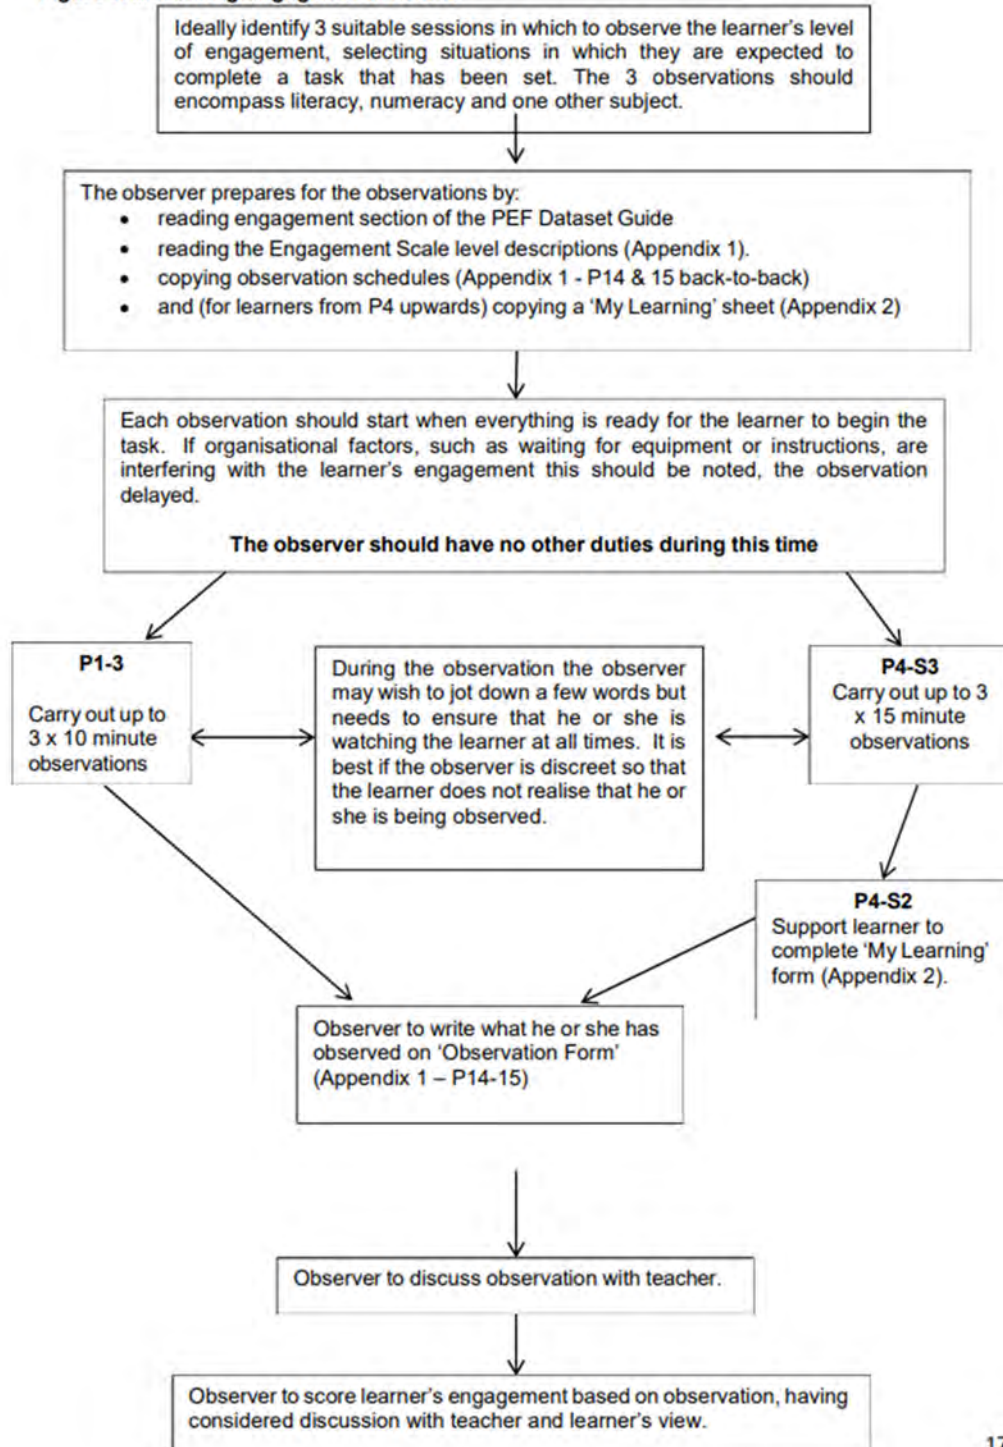 Ideally identify 3 suitable sessions in which to observe the learner's level
of engagement, selecting situations in which they are expected to
complete a task that has been set. The 3 observations should
encompass literacy, numeracy and one other subject.
The observer prepares for the observations by:
• reading engagement section of the PEF Dataset Guide
• reading the Engagement Scale level descriptions (Appendix 1).
• copying observation schedules (Appendix 1 - P14 & 15 back-to-back)
• and (for learners from P4 upwards) copying a 'My Learning' sheet (Appendix 2)
Each observation should start when everything is ready for the learner to begin the
task. If organisational factors, such as waiting for equipment or instructions, are
interfering with the learner's engagement this should be noted, the observation
delayed.
The observer should have no other duties during this time
P1-3
Carry out up to
3 x 10 minute
observations
During the observation the observer
may wish to jot down a few words but
needs to ensure that he or she is
watching the learner at all times. It is
best if the observer is discreet so that
the learner does not realise that he or
she is being observed.
P4-S3
Carry out up to 3
x 15 minute
observations
P4-S2
Support learner to
complete 'My Learning'
form (Appendix 2).
Observer to write what he or she has
observed on 'Observation Form'
(Appendix 1 – P14-15)
Observer to discuss observation with teacher.
Observer to score learner's engagement based on observation, having
considered discussion with teacher and learner's view.
17